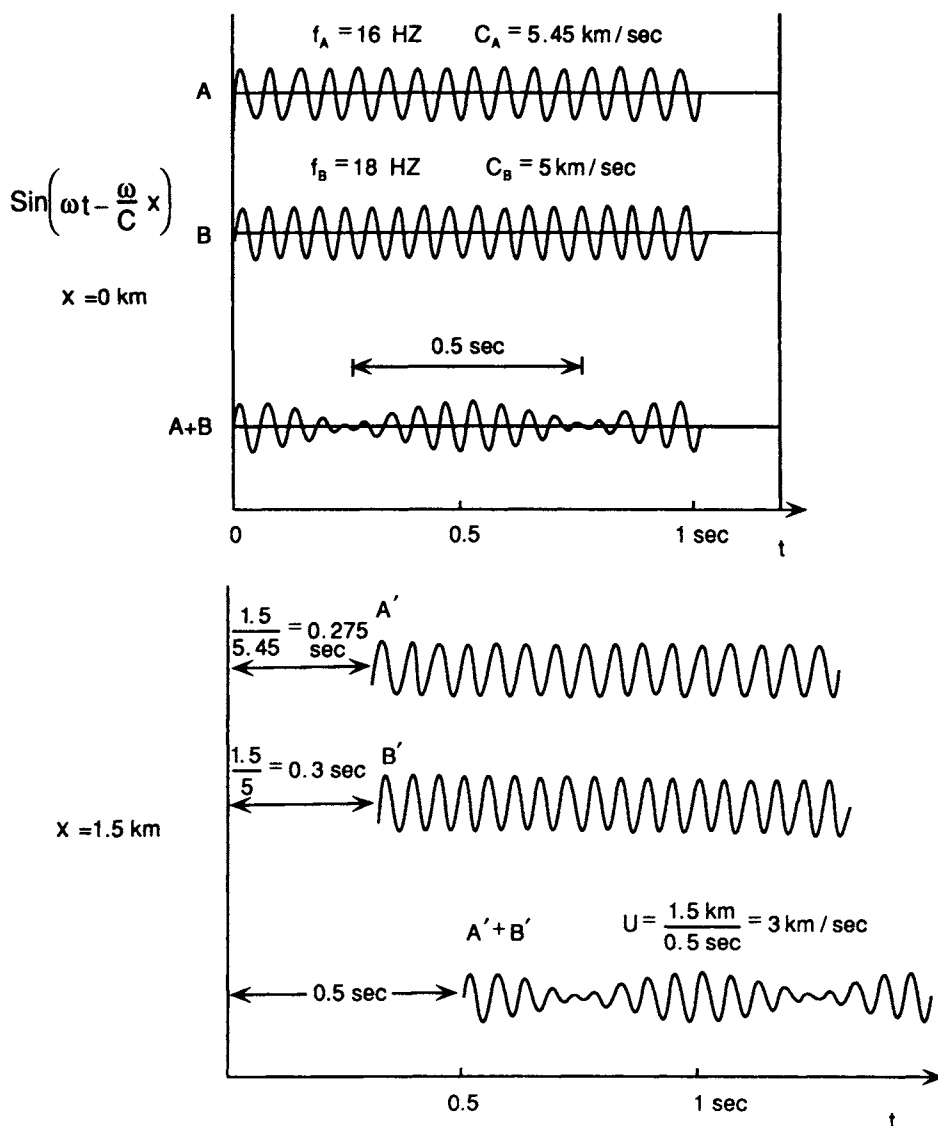 f_A = 16 HZ C_A = 5.45 km/sec
A
f_B = 18 HZ C_B = 5 km/sec
Sin(ωt – ω/C x)
B
x = 0 km
0.5 sec
A+B
0 0.5 1 sec
t
A′
1.5/5.45 = 0.275 sec
B′
1.5/5 = 0.3 sec
x = 1.5 km
A′+B′ U = 1.5 km/0.5 sec = 3 km/sec
0.5 sec
0.5 1 sec
t